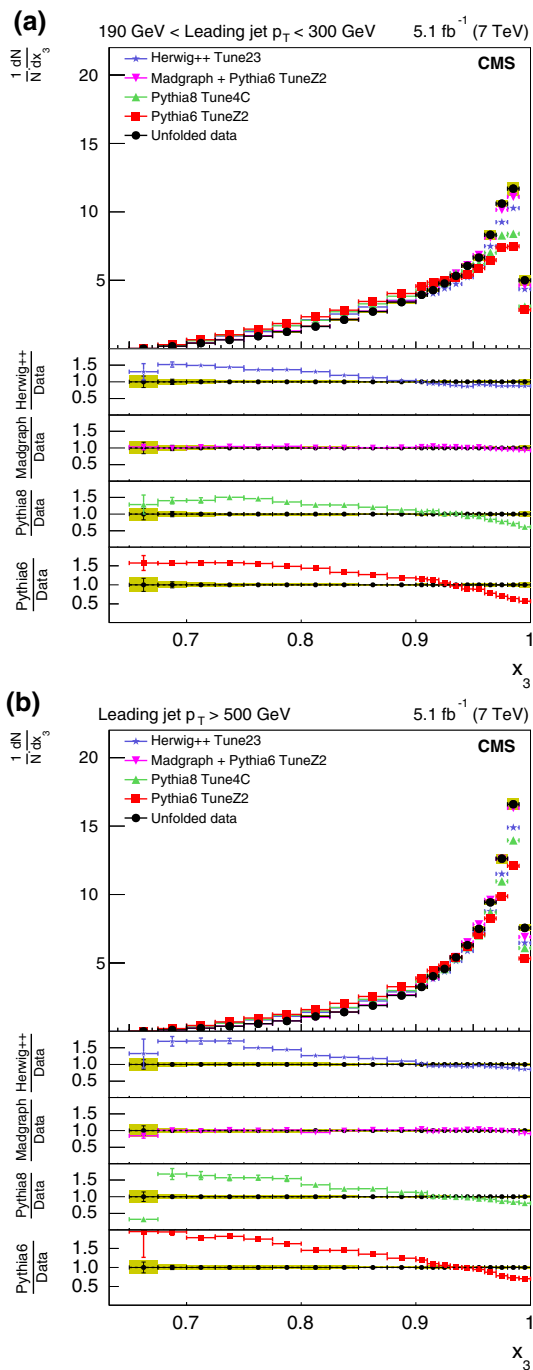 (a)
190 GeV < Leading jet p_T < 300 GeV 5.1 fb⁻¹ (7 TeV)
1 dN
N dx₃
20
15
10
5
CMS
Herwig++ Tune23
Madgraph + Pythia6 TuneZ2
Pythia8 Tune4C
Pythia6 TuneZ2
Unfolded data
Herwig++
Data
1.5
1.0
0.5
Madgraph
Data
1.5
1.0
0.5
Pythia8
Data
1.5
1.0
0.5
Pythia6
Data
1.5
1.0
0.5
0.7 0.8 0.9 1
x₃
(b)
Leading jet p_T > 500 GeV 5.1 fb⁻¹ (7 TeV)
1 dN
N dx₃
20
15
10
5
CMS
Herwig++ Tune23
Madgraph + Pythia6 TuneZ2
Pythia8 Tune4C
Pythia6 TuneZ2
Unfolded data
Herwig++
Data
1.5
1.0
0.5
Madgraph
Data
1.5
1.0
0.5
Pythia8
Data
1.5
1.0
0.5
Pythia6
Data
1.5
1.0
0.5
0.7 0.8 0.9 1
x₃